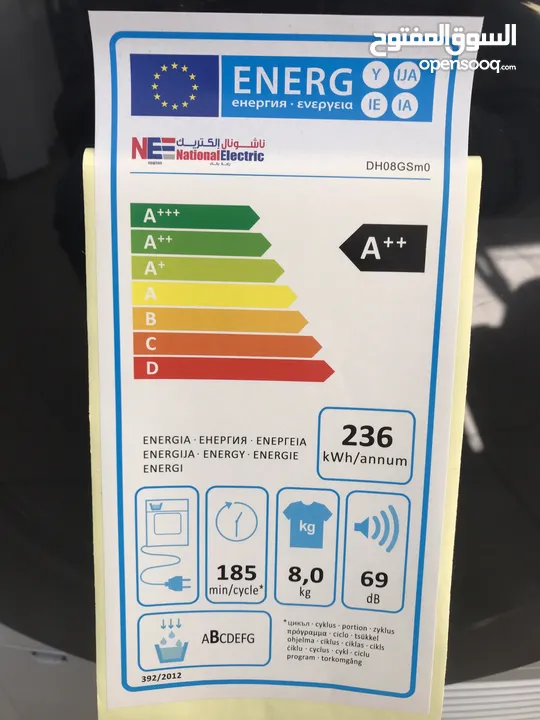 السوق المفتوح
opensooq.com
ENERG
Y IJA
IE IA
енергия · ενεργεια
NEE
ناشونال إلكتريك
NationalElectric
DH08GSm0
A+++
A++
A+
A
B
C
D
A++
236
kWh/annum
ENERGIA · ЕНЕРГИЯ · ΕΝΕΡΓΕΙΑ
ENERGIJA · ENERGY · ENERGIE
ENERGI
185
min/cycle*
kg
8,0
kg
69
dB
ABCDEFG
*цикъл · cyklus · portion · zyklus
πρόγραμμα · ciclo · tsükkel
ohjelma · ciklus · ciklas · cikls
ċiklu · cyclus · cykl · ciclu
program · torkomgång
392/2012